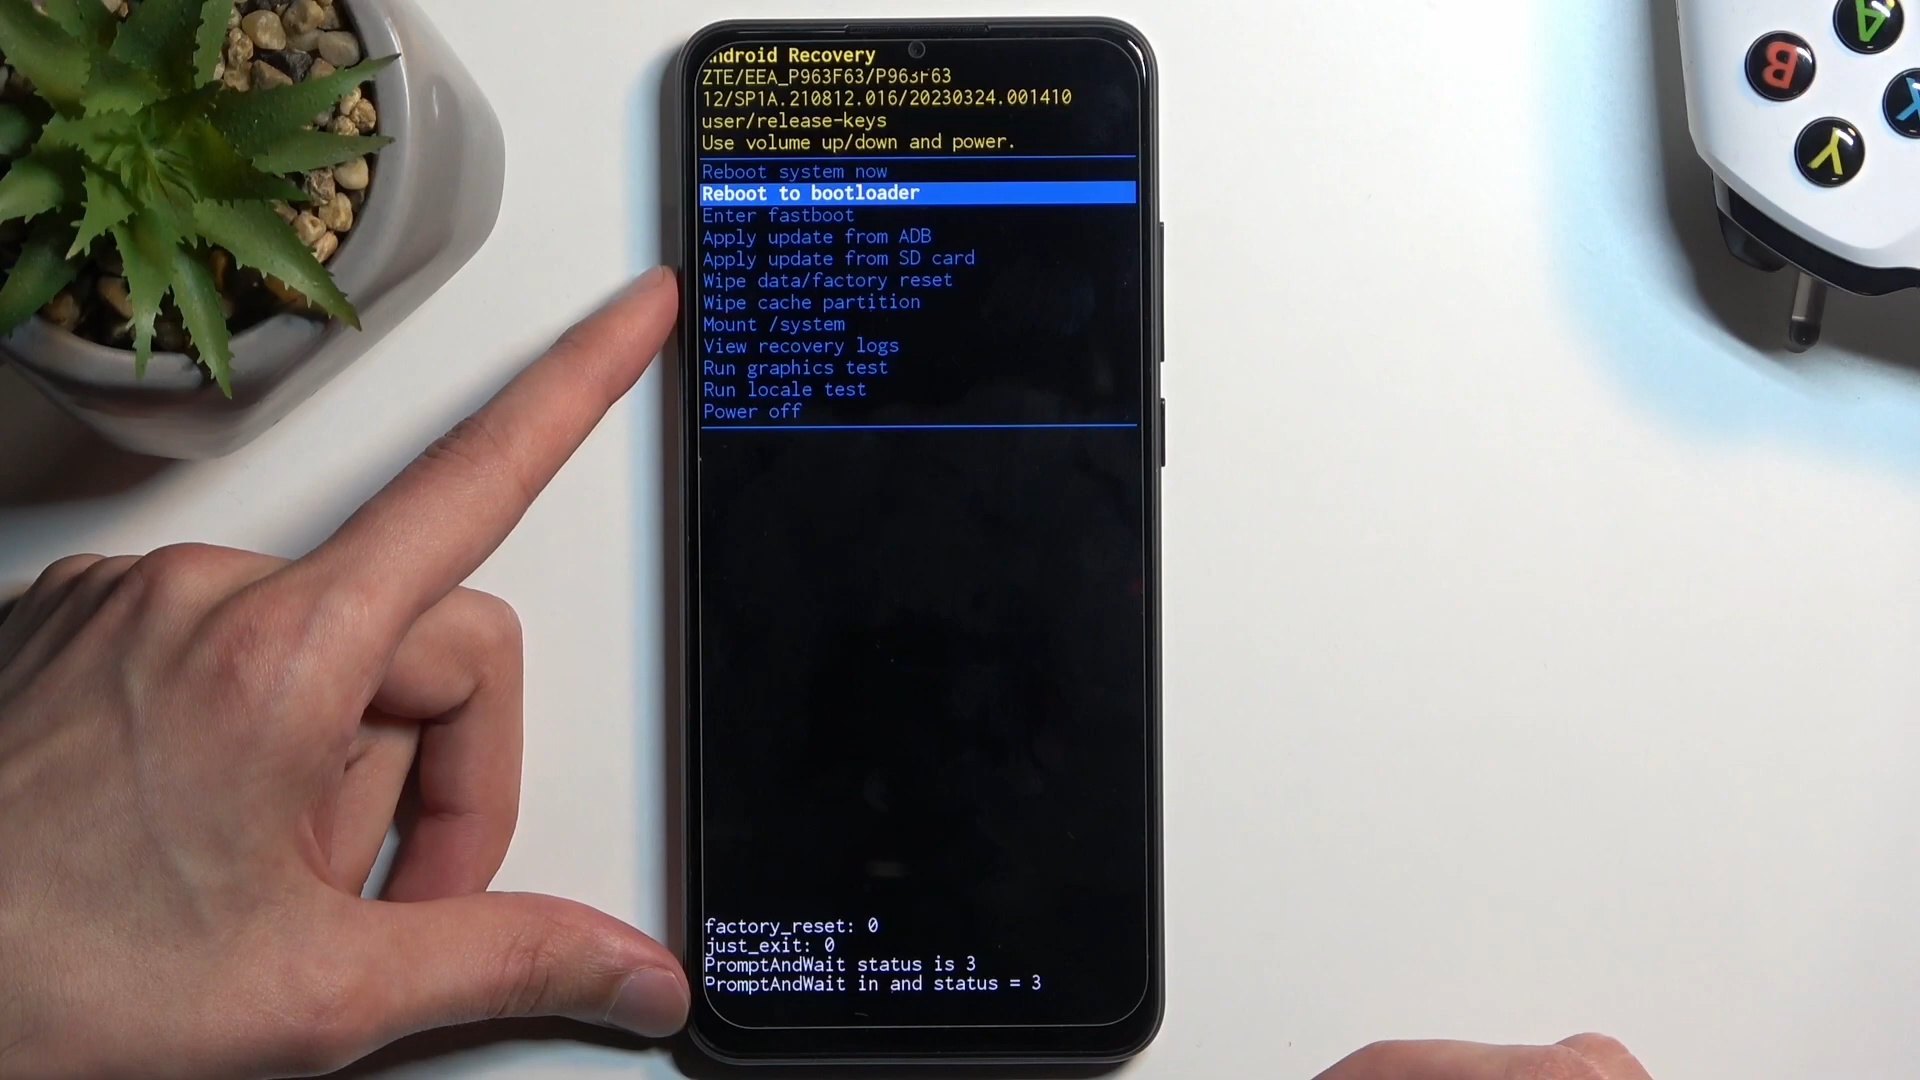 ndroid Recovery
ZTE/EEA_P963F63/P963F63
12/SP1A.210812.016/20230324.001410
user/release-keys
Use volume up/down and power.
Reboot system now
Reboot to bootloader
Enter fastboot
Apply update from ADB
Apply update from SD card
Wipe data/factory reset
Wipe cache partition
Mount /system
View recovery logs
Run graphics test
Run locale test
Power off
factory_reset: 0
just_exit: 0
PromptAndWait status is 3
PromptAndWait in and status = 3
A
B
X
Y